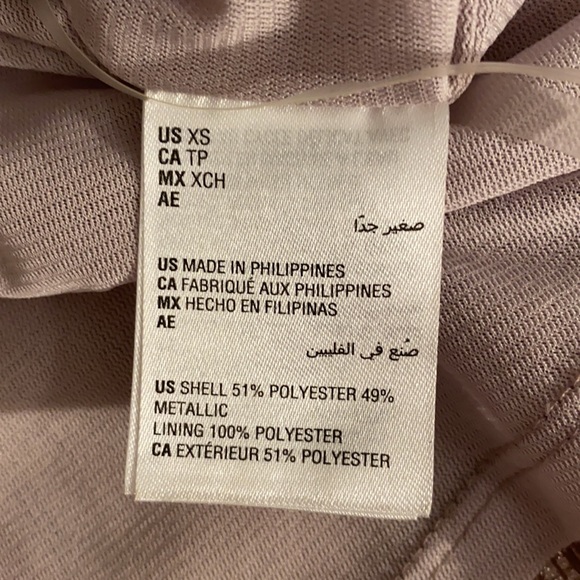 US XS
CA TP
MX XCH
AE
صغير جدًا
US MADE IN PHILIPPINES
CA FABRIQUÉ AUX PHILIPPINES
MX HECHO EN FILIPINAS
AE
صُنع في الفلبين
US SHELL 51% POLYESTER 49%
METALLIC
LINING 100% POLYESTER
CA EXTÉRIEUR 51% POLYESTER